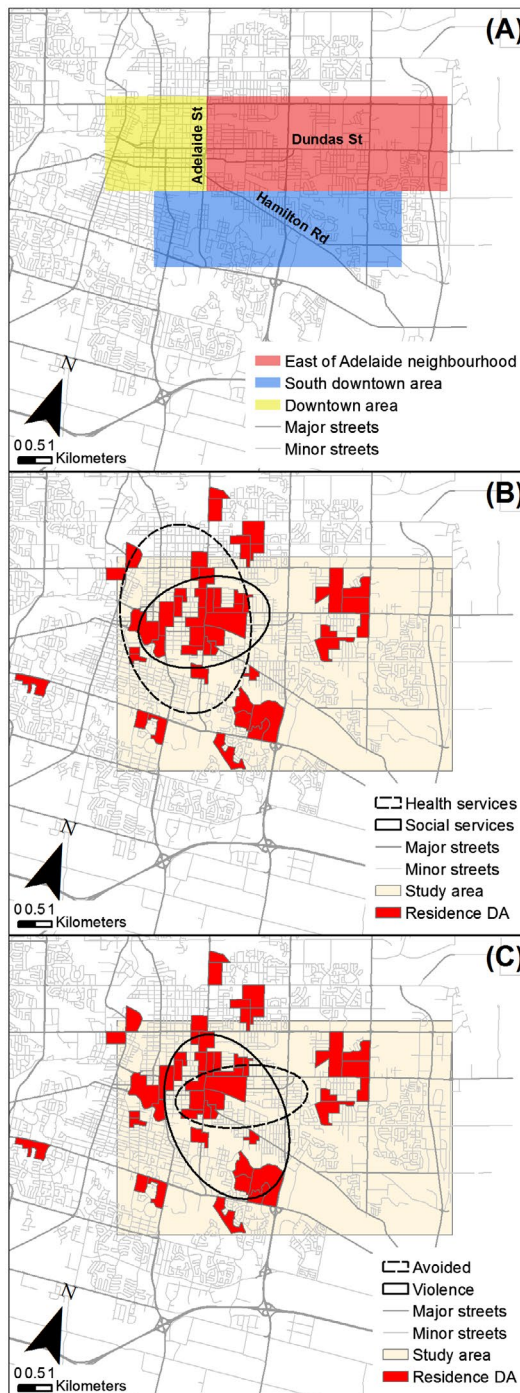 (A)
Adelaide St
Dundas St
Hamilton Rd
East of Adelaide neighbourhood
South downtown area
Downtown area
Major streets
Minor streets
N
0 0.5 1
Kilometers
(B)
Health services
Social services
Major streets
Minor streets
Study area
Residence DA
N
0 0.5 1
Kilometers
(C)
Avoided
Violence
Major streets
Minor streets
Study area
Residence DA
N
0 0.5 1
Kilometers